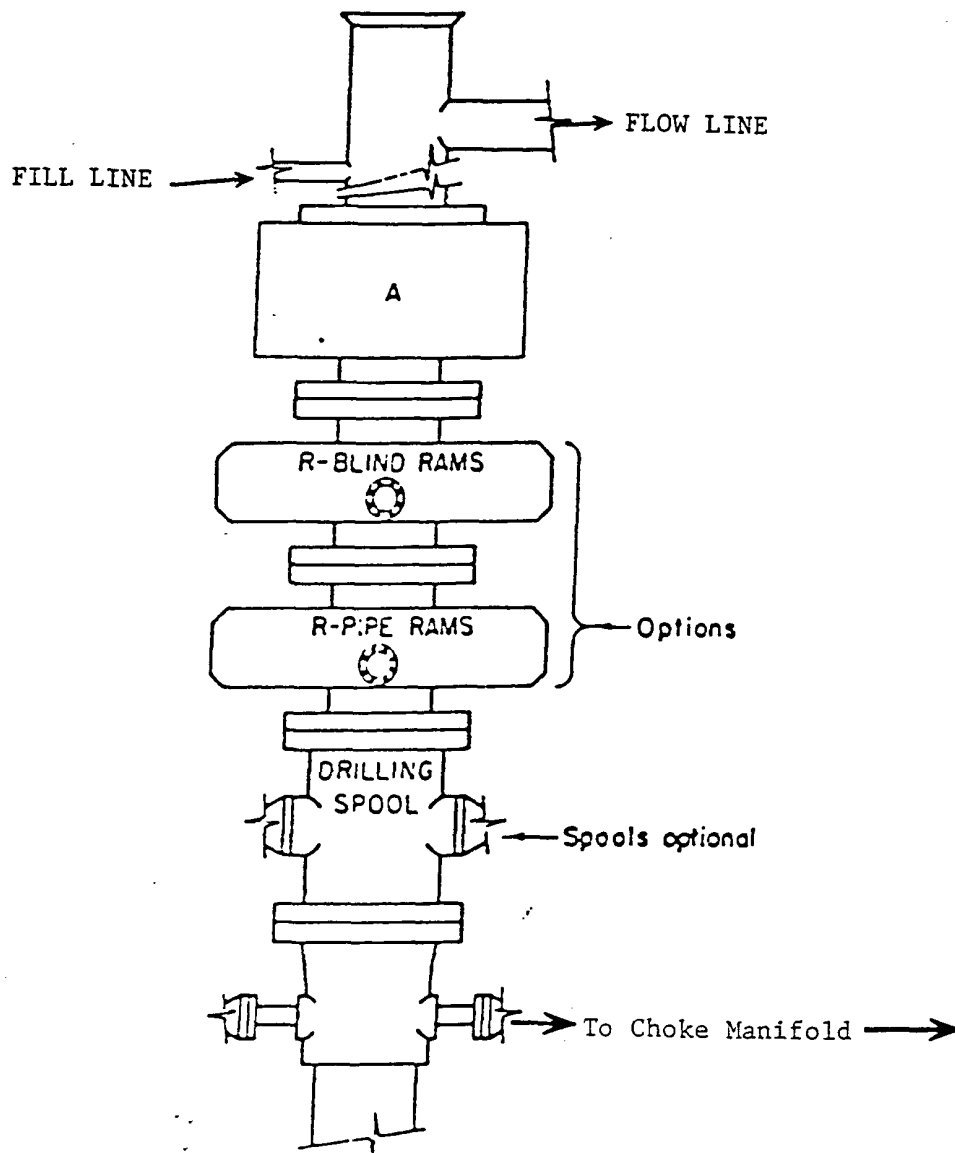 FLOW LINE
FILL LINE
A
R-BLIND RAMS
R-PIPE RAMS
Options
DRILLING
SPOOL
Spools optional
To Choke Manifold